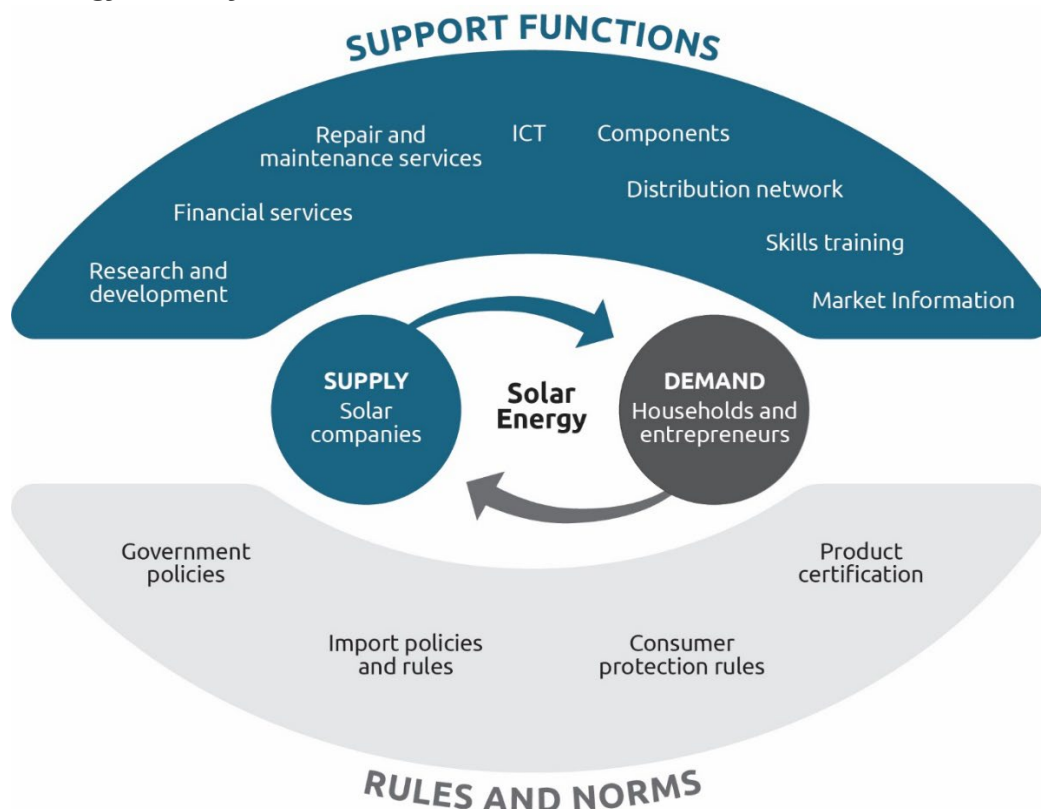 SUPPORT FUNCTIONS
Repair and
maintenance services
ICT
Components
Distribution network
Financial services
Skills training
Research and
development
Market Information
SUPPLY
Solar
companies
Solar
Energy
DEMAND
Households and
entrepreneurs
Government
policies
Product
certification
Import policies
and rules
Consumer
protection rules
RULES AND NORMS